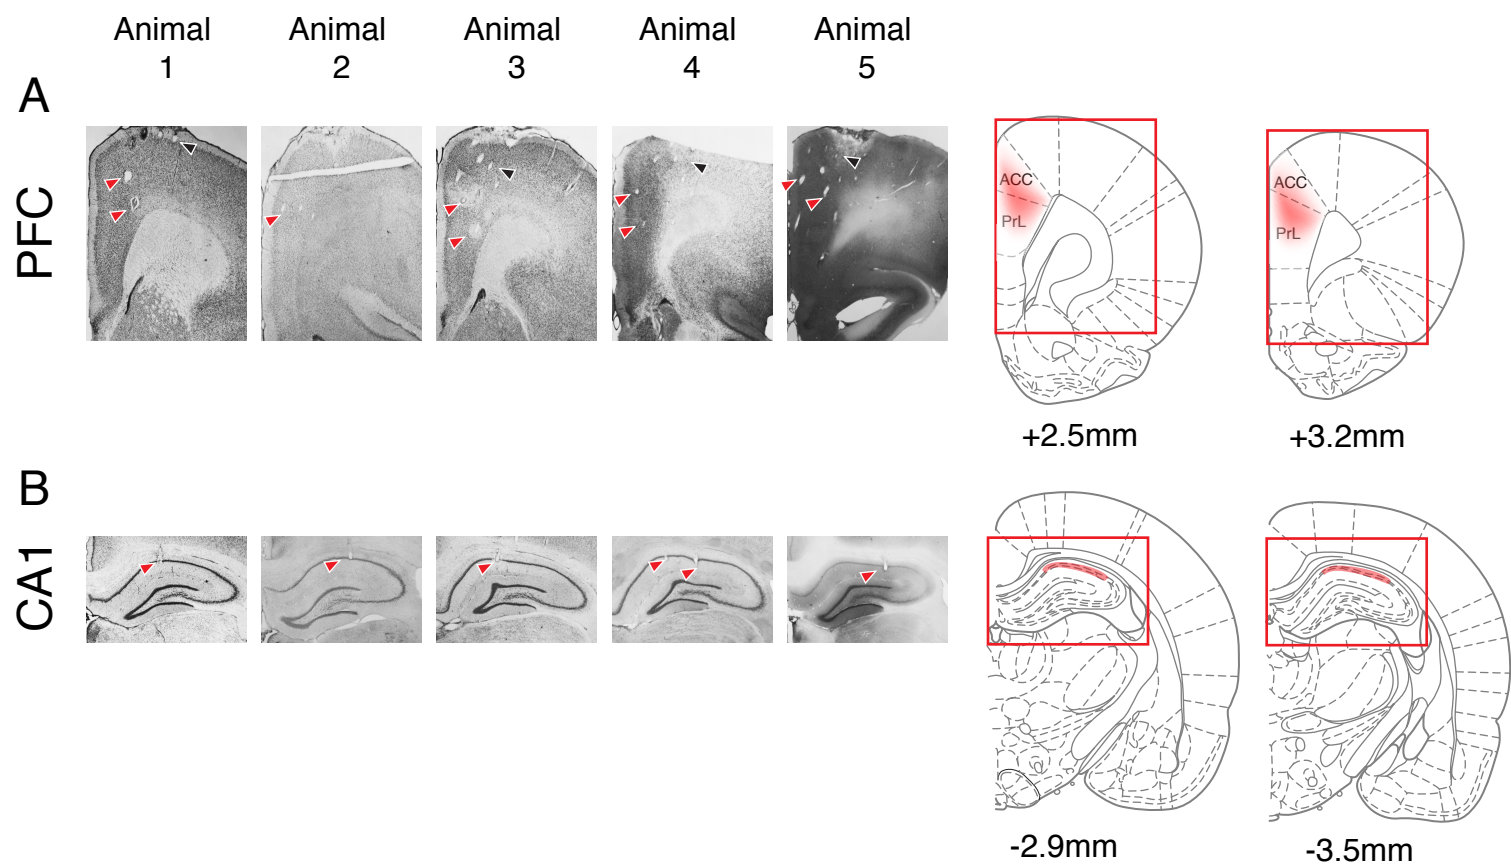 Animal
1
Animal
2
Animal
3
Animal
4
Animal
5
A
PFC
ACC
PrL
+2.5mm
ACC
PrL
+3.2mm
B
CA1
-2.9mm
-3.5mm